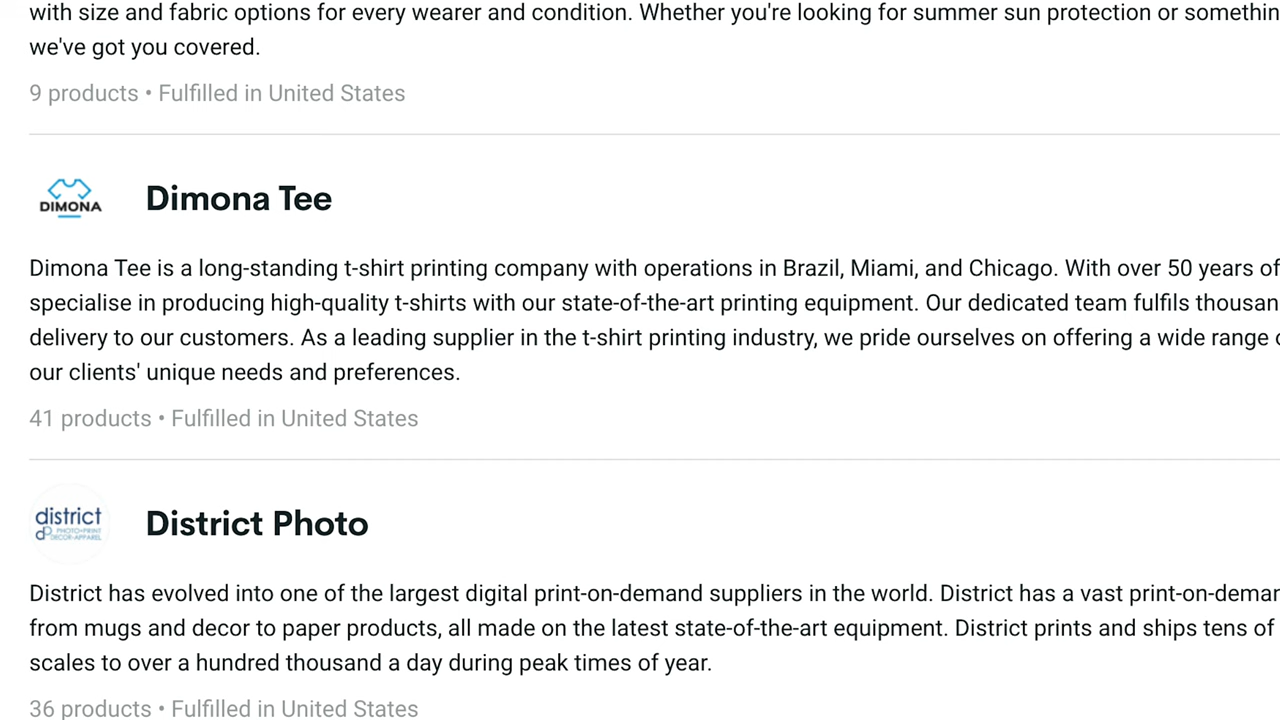 with size and fabric options for every wearer and condition. Whether you're looking for summer sun protection or
we've got you covered.
9 products • Fulfilled in United States
DIMONA
Dimona Tee
Dimona Tee is a long-standing t-shirt printing company with operations in Brazil, Miami, and Chicago. With over 50 years of
specialise in producing high-quality t-shirts with our state-of-the-art printing equipment. Our dedicated team fulfils
delivery to our customers. As a leading supplier in the t-shirt printing industry, we pride ourselves on offering a wide range
our clients' unique needs and preferences.
41 products • Fulfilled in United States
district
dp PHOTO•PRINT
DECOR•APPAREL
District Photo
District has evolved into one of the largest digital print-on-demand suppliers in the world. District has a vast
from mugs and decor to paper products, all made on the latest state-of-the-art equipment. District prints and ships tens of
scales to over a hundred thousand a day during peak times of year.
36 products • Fulfilled in United States